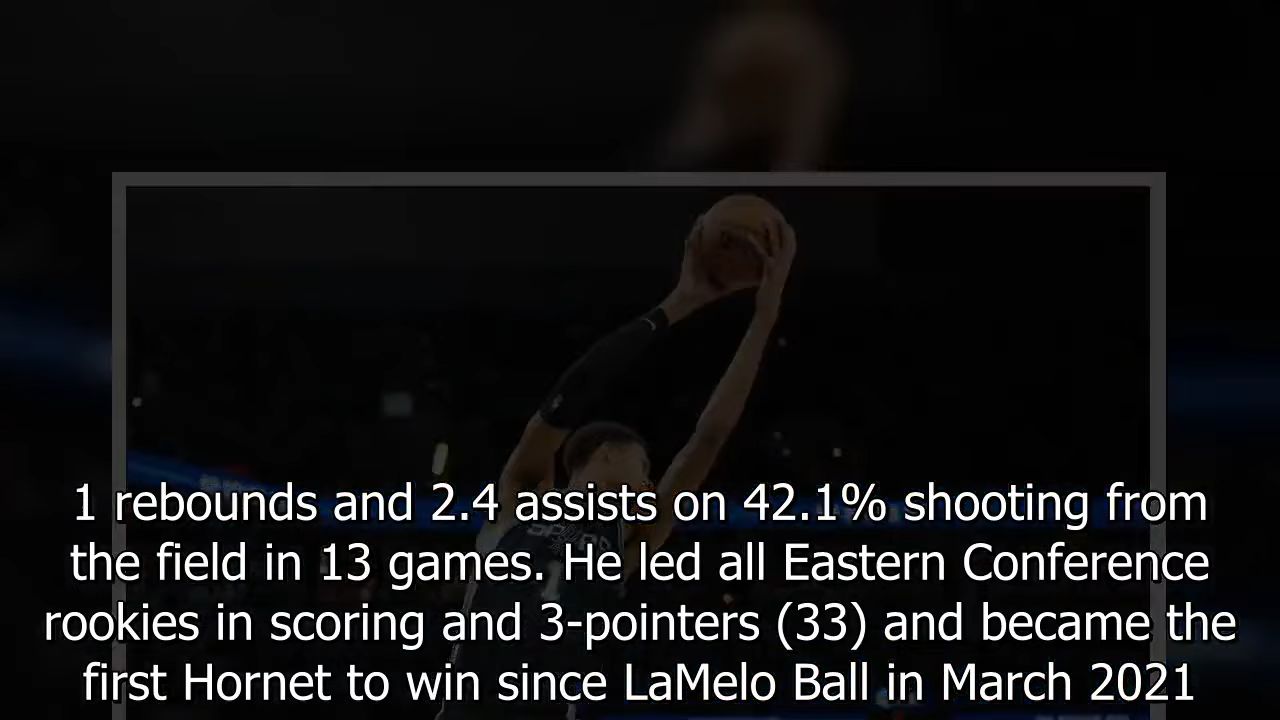 1 rebounds and 2.4 assists on 42.1% shooting from
the field in 13 games. He led all Eastern Conference
rookies in scoring and 3-pointers (33) and became the
first Hornet to win since LaMelo Ball in March 2021